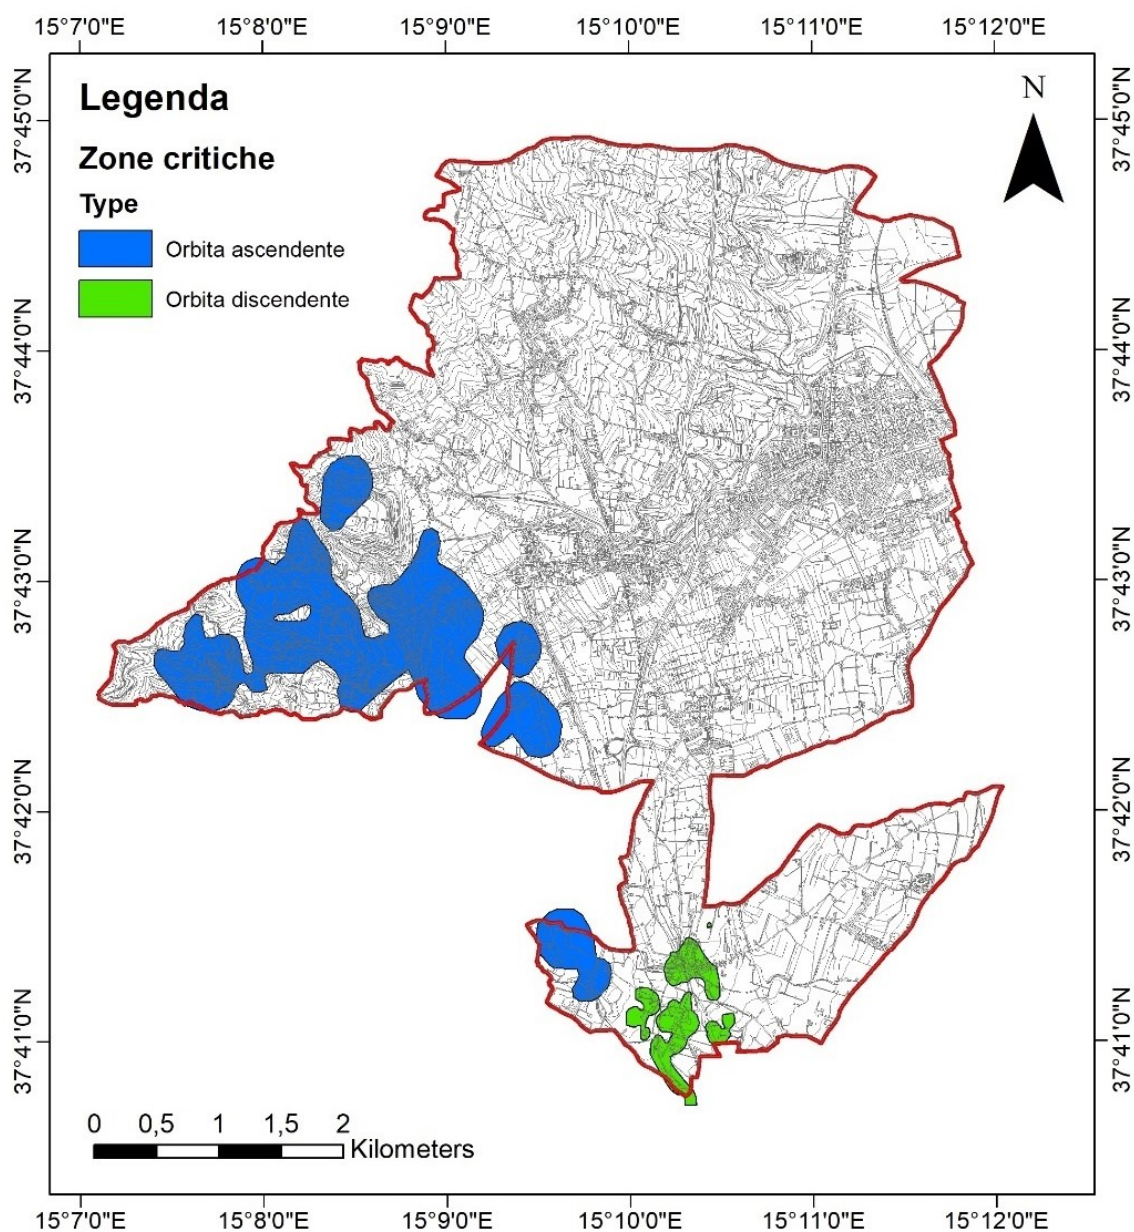 15°7'0"E 15°8'0"E 15°9'0"E 15°10'0"E 15°11'0"E 15°12'0"E
Legenda
Zone critiche
Type
Orbita ascendente
Orbita discendente
N
37°45'0"N 37°45'0"N
37°44'0"N 37°44'0"N
37°43'0"N 37°43'0"N
37°42'0"N 37°42'0"N
37°41'0"N 37°41'0"N
0 0,5 1 1,5 2
Kilometers
15°7'0"E 15°8'0"E 15°9'0"E 15°10'0"E 15°11'0"E 15°12'0"E